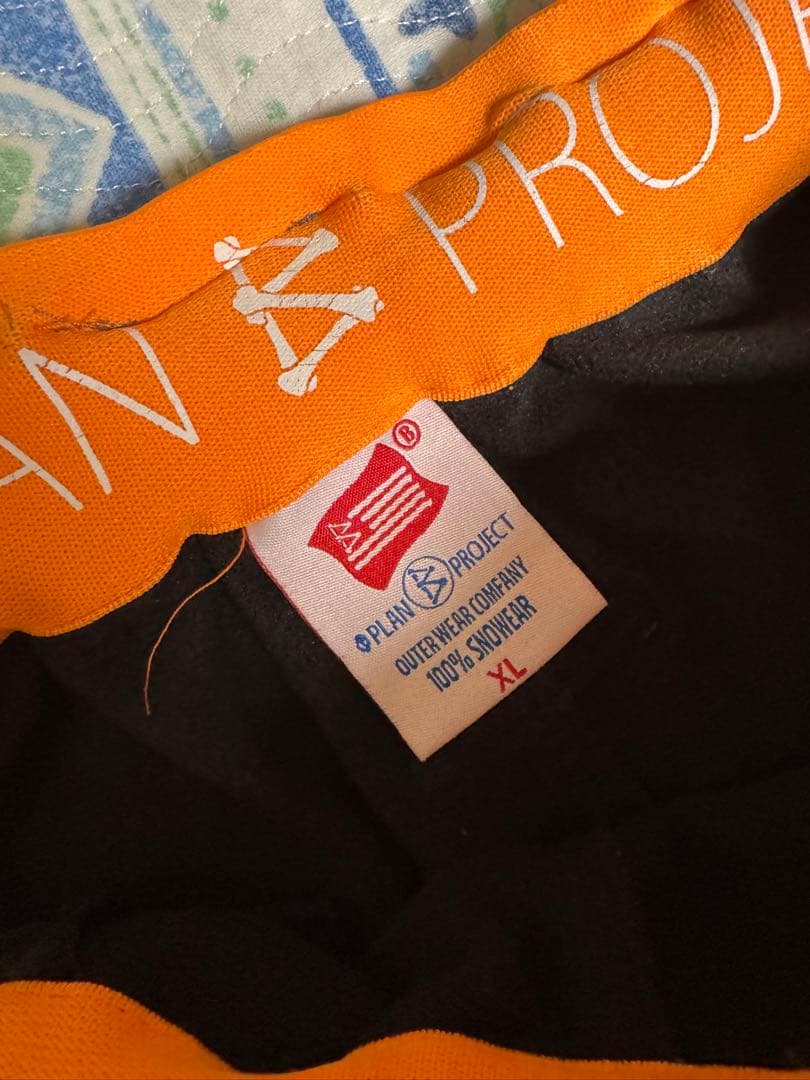 AN B PROJ
®
PLAN B PROJECT
OUTER WEAR COMPANY
100% SNOWEAR
XL